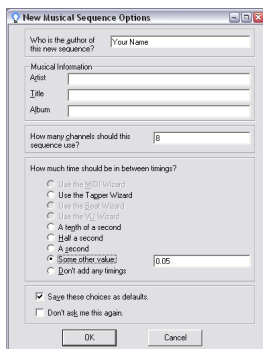 New Musical Sequence Options
Who is the author of
this new sequence?
Your Name
Musical Information
Artist
Title
Album
How many channels should this
sequence use?
8
How much time should be in between timings?
Use the MIDI Wizard
Use the Tapper Wizard
Use the Beat Wizard
Use the VU Wizard
A tenth of a second
Half a second
A second
Some other value:
0.05
Don't add any timings
Save these choices as defaults.
Don't ask me this again.
OK
Cancel